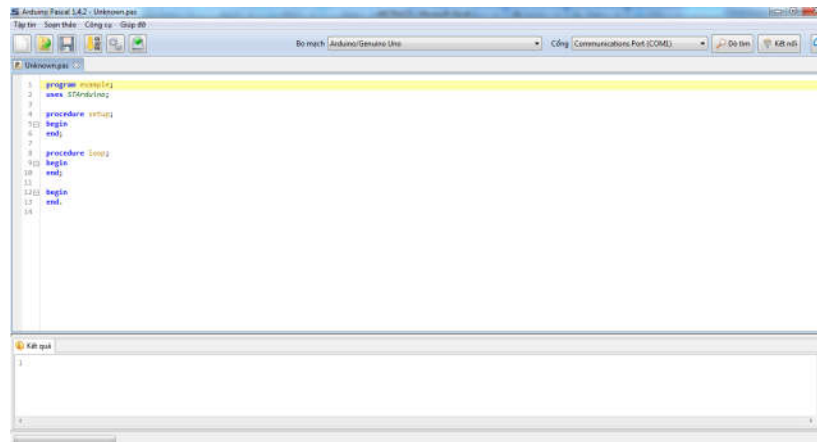 Arduino Pascal 1.4.2 - Unknown.pas
Tập tin Soạn thảo Công cụ Giúp đỡ
Bo mạch Arduino/Genuino Uno Cổng Communications Port (COM1) Dò tìm Kết nối
Unknown.pas
1 program example;
2 uses STArduino;
3
4 procedure setup;
5 begin
6 end;
7
8 procedure loop;
9 begin
10 end;
11
12 begin
13 end.
14
Kết quả
1